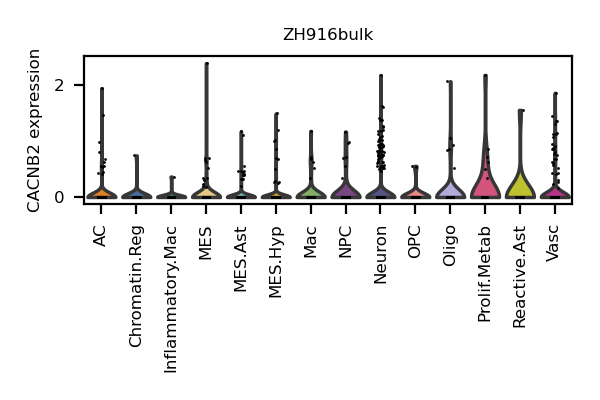 ZH916bulk
CACNB2 expression
2
0
AC
Chromatin.Reg
Inflammatory.Mac
MES
MES.Ast
MES.Hyp
Mac
NPC
Neuron
OPC
Oligo
Prolif.Metab
Reactive.Ast
Vasc